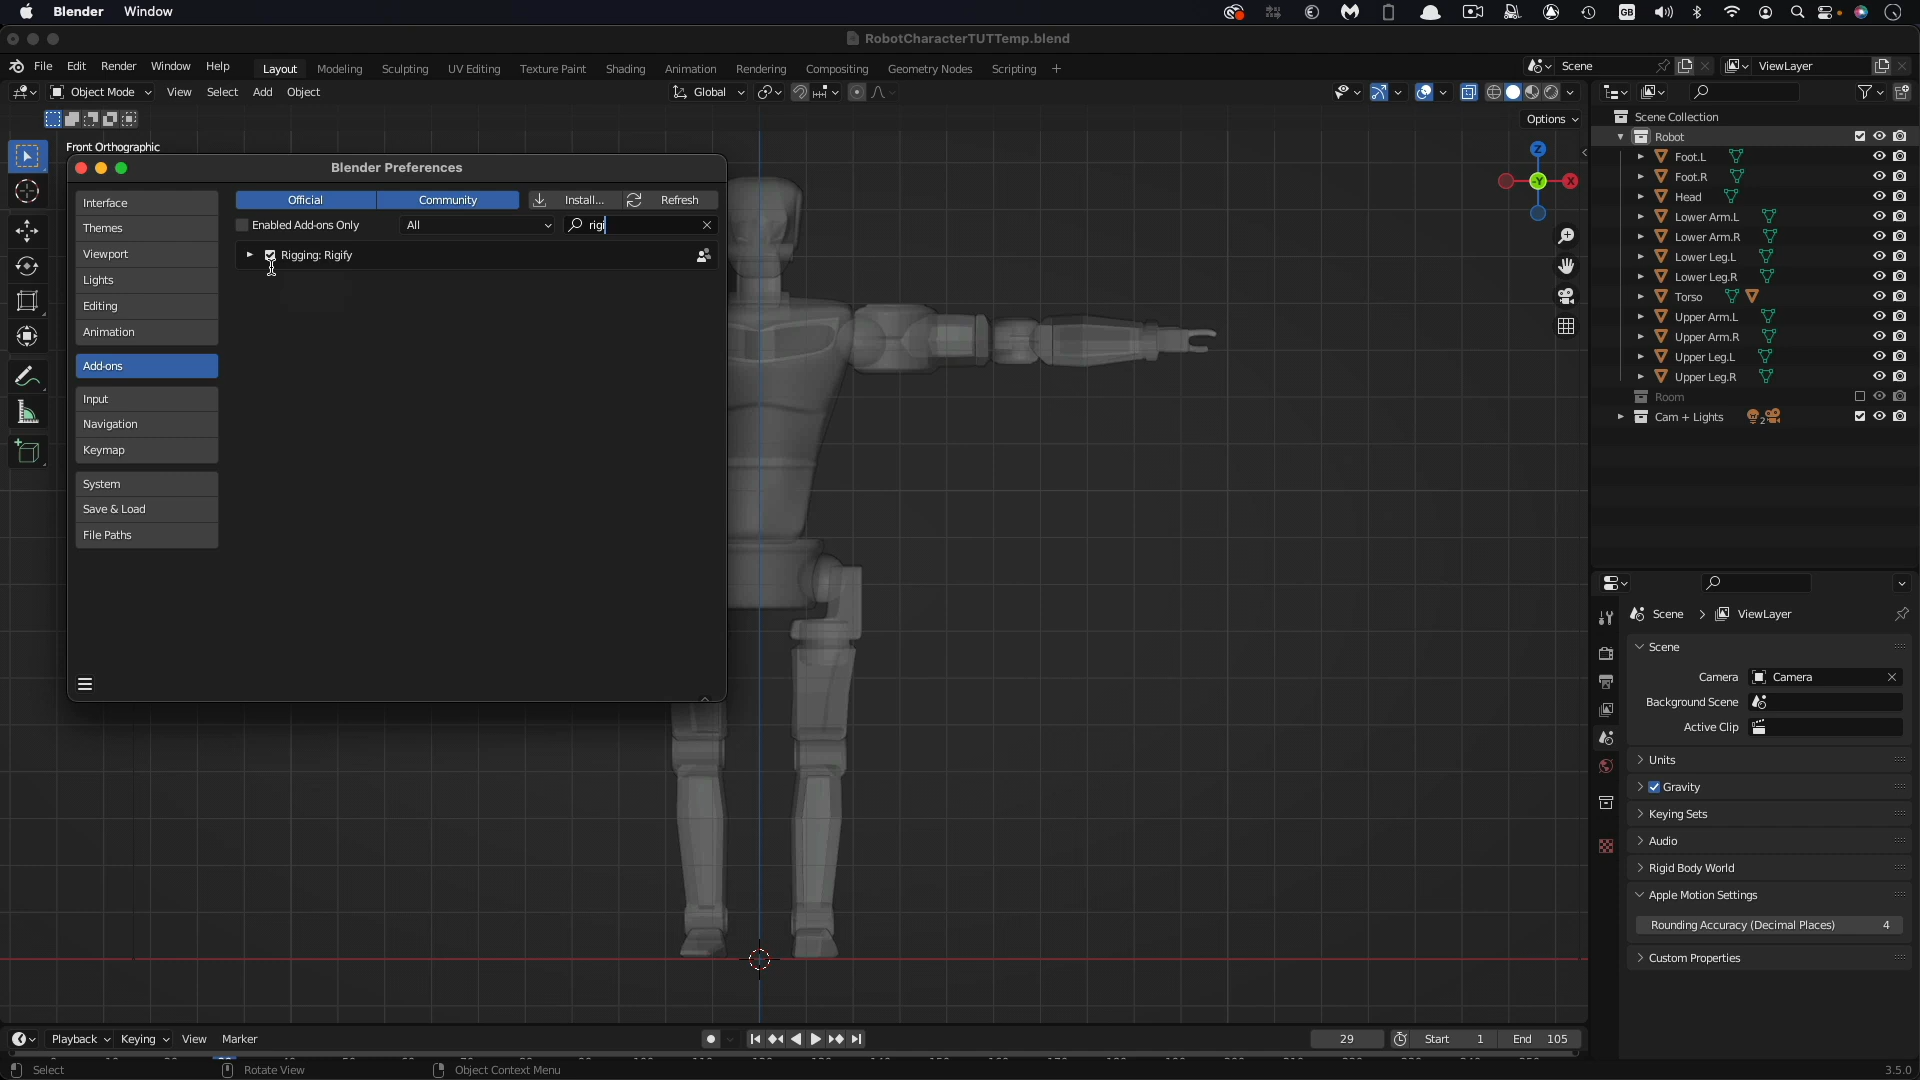 Blender Window
RobotCharacterTUTTemp.blend
File Edit Render Window Help Layout Modeling Sculpting UV Editing Texture Paint Shading Animation Rendering Compositing Geometry Nodes Scripting + Scene ViewLayer
Object Mode View Select Add Object Global
Options
Front Orthographic
Blender Preferences
Interface
Themes
Viewport
Lights
Editing
Animation
Add-ons
Input
Navigation
Keymap
System
Save & Load
File Paths
Official Community Install... Refresh
Enabled Add-ons Only All rigi
Rigging: Rigify
Z
-Y
X
Scene Collection
Robot
Foot.L
Foot.R
Head
Lower Arm.L
Lower Arm.R
Lower Leg.L
Lower Leg.R
Torso
Upper Arm.L
Upper Arm.R
Upper Leg.L
Upper Leg.R
Room
Cam + Lights 2
Scene > ViewLayer
Scene
Camera Camera
Background Scene
Active Clip
Units
Gravity
Keying Sets
Audio
Rigid Body World
Apple Motion Settings
Rounding Accuracy (Decimal Places) 4
Custom Properties
Playback Keying View Marker 29 Start 1 End 105
Select Rotate View Object Context Menu 3.5.0